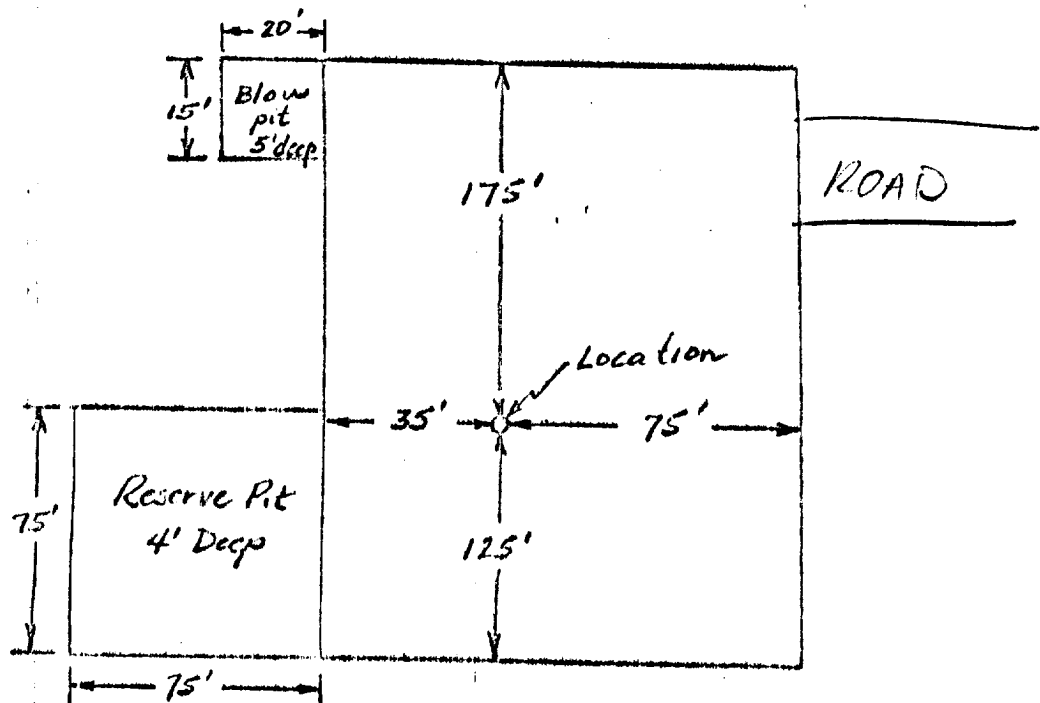 20'
15'
Blow
pit
5' deep
175'
ROAD
Location
35'
75'
75'
Reserve Pit
4' Deep
125'
75'